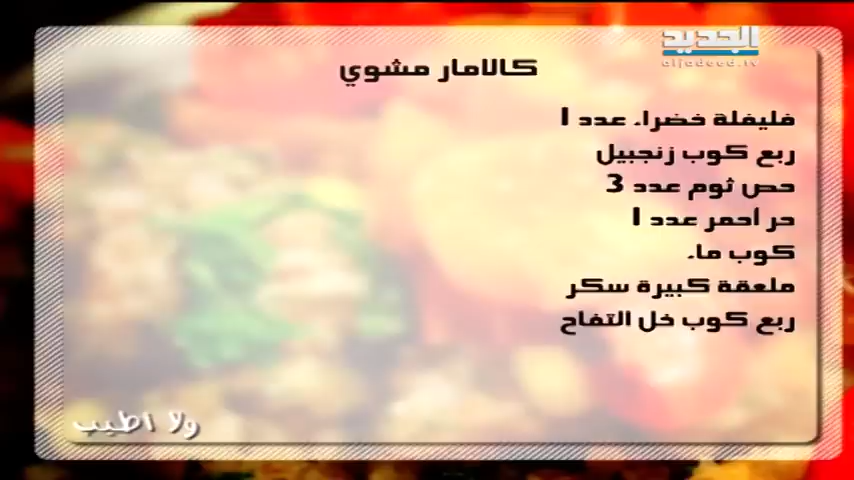 الجديد
aljadeed.tv
كالامار مشوي
فليفلة خضراء عدد 1
ربع كوب زنجبيل
حص ثوم عدد 3
حر احمر عدد 1
كوب ماء
ملعقة كبيرة سكر
ربع كوب خل التفاح
ولا اطيب